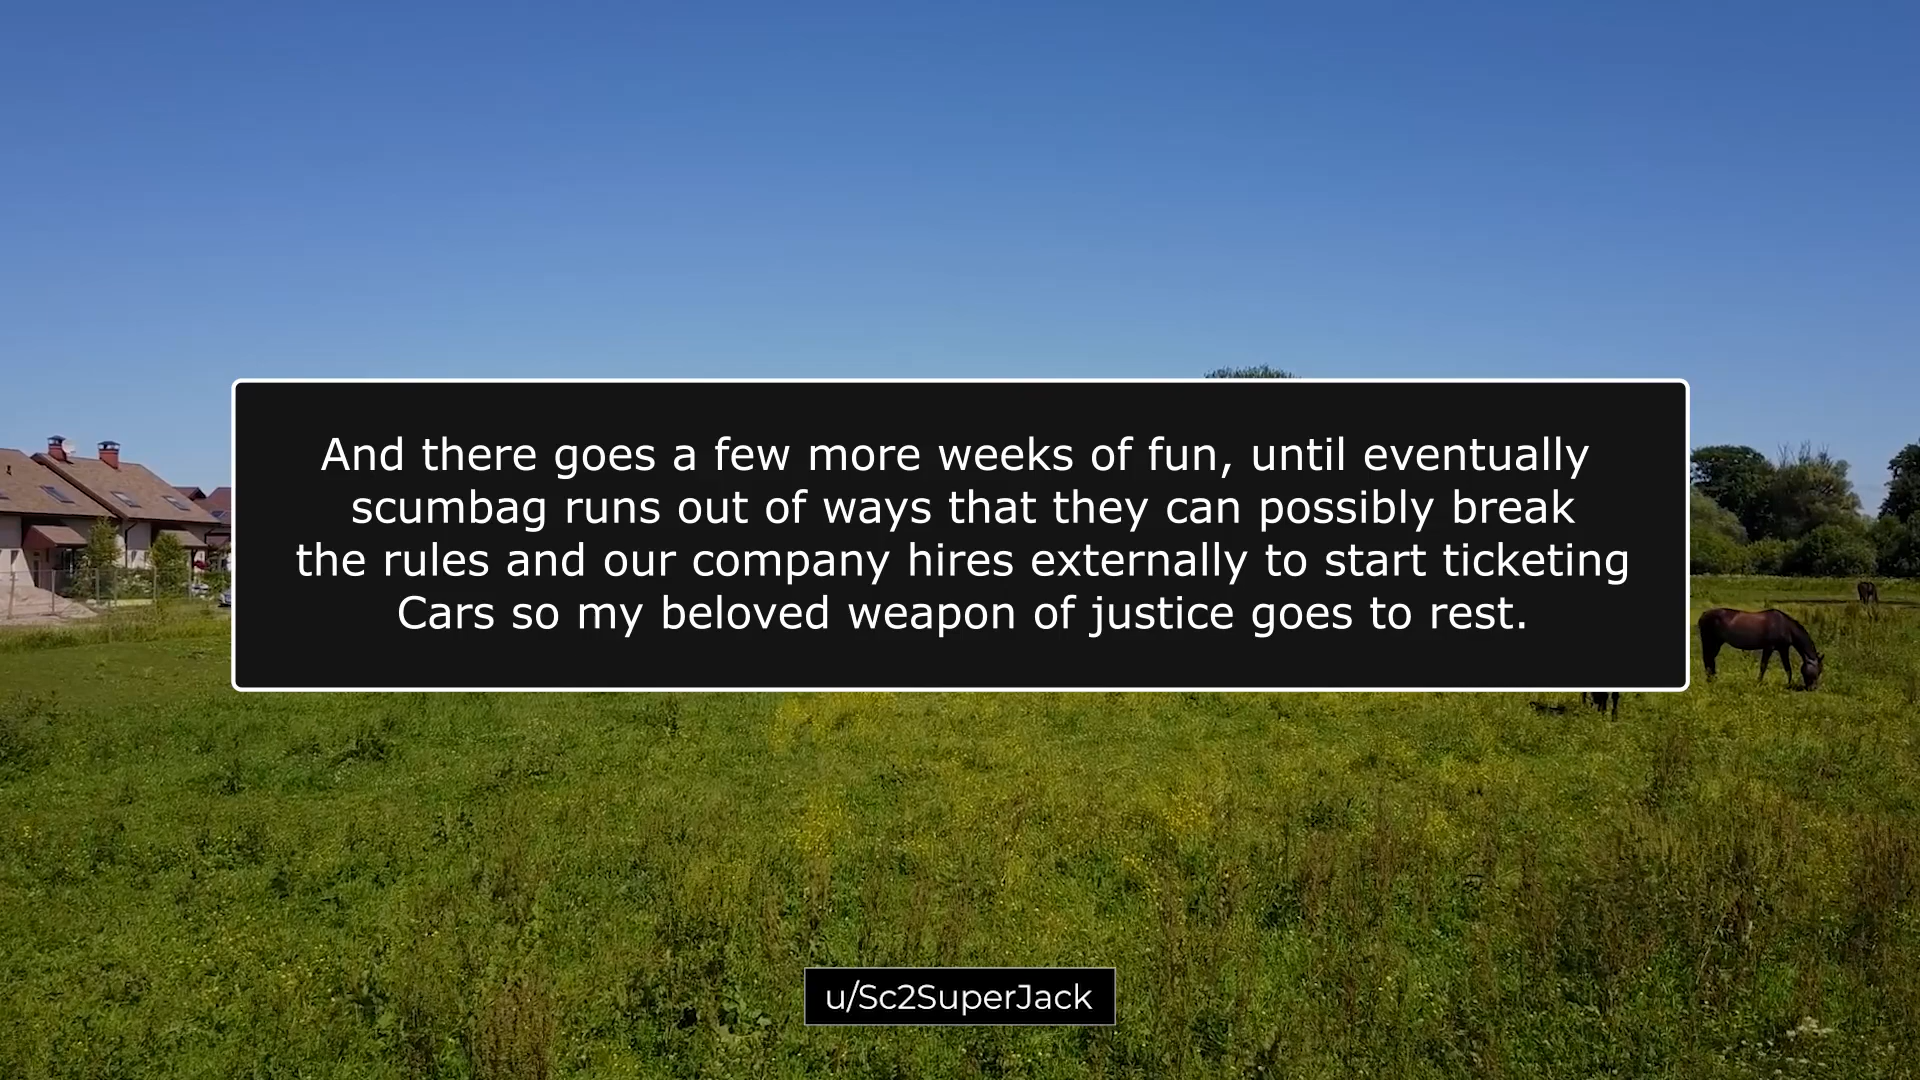 And there goes a few more weeks of fun, until eventually
scumbag runs out of ways that they can possibly break
the rules and our company hires externally to start ticketing
Cars so my beloved weapon of justice goes to rest.
u/Sc2SuperJack